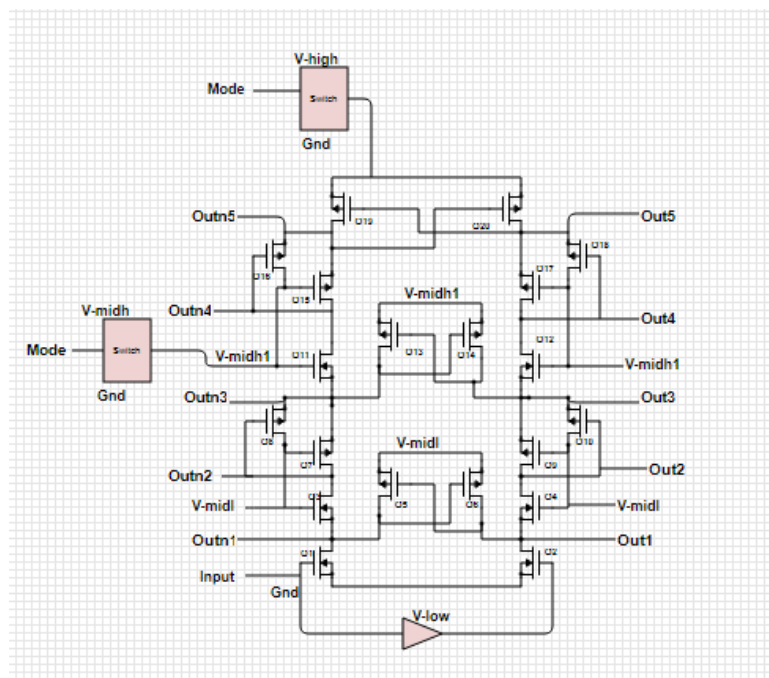 V-high
Mode
Switch
Gnd
Outn5
Q19
Q20
Out5
Q16
Q18
Q17
Q15
V-midh1
Outn4
Out4
V-midh
Mode
Switch
V-midh1
Q11
Q13
Q14
Q12
V-midh1
Gnd
Outn3
Out3
Q8
Q10
Q7
V-midl
Q9
Outn2
Out2
V-midl
Q5
Q6
Q4
V-midl
Outn1
Out1
Q1
Q2
Input
Gnd
V-low